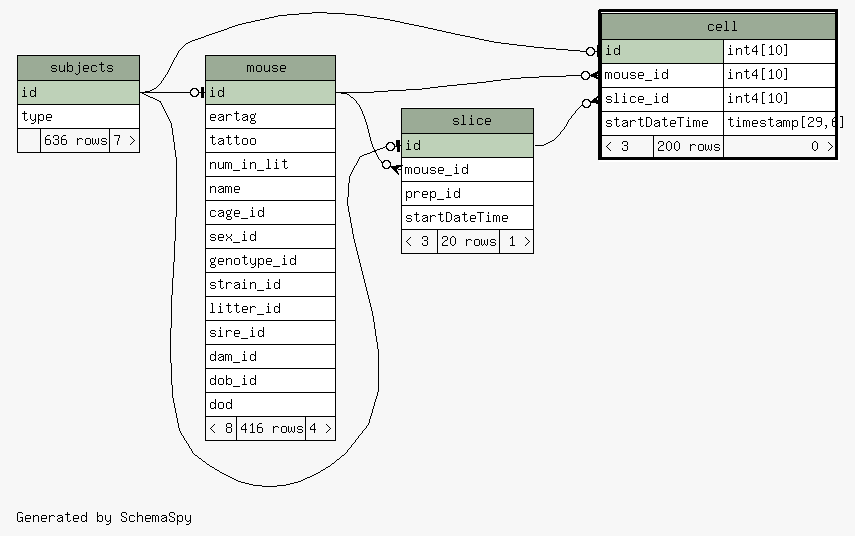 subjects
id
type
636 rows 7 >
mouse
id
eartag
tattoo
num_in_lit
name
cage_id
sex_id
genotype_id
strain_id
litter_id
sire_id
dam_id
dob_id
dod
< 8 416 rows 4 >
slice
id
mouse_id
prep_id
startDateTime
< 3 20 rows 1 >
cell
id int4[10]
mouse_id int4[10]
slice_id int4[10]
startDateTime timestamp[29,6]
< 3 200 rows 0 >
Generated by SchemaSpy